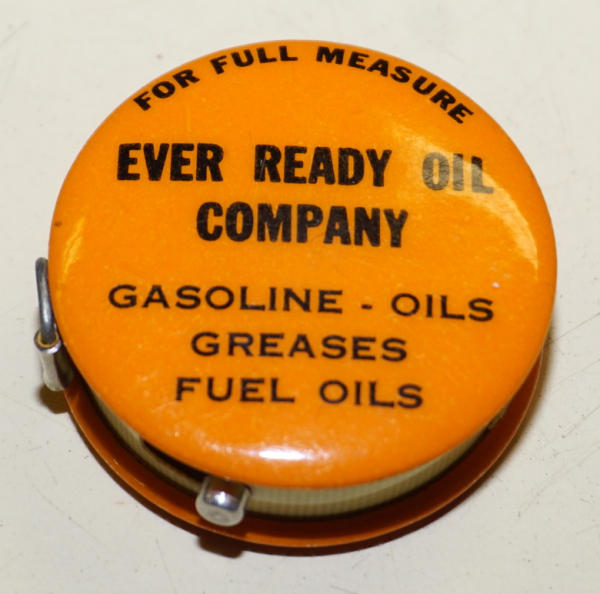 FOR FULL MEASURE
EVER READY OIL
COMPANY
GASOLINE - OILS
GREASES
FUEL OILS